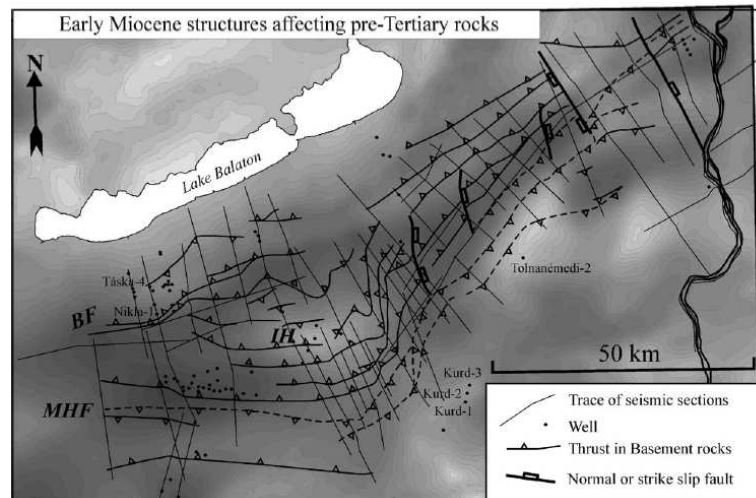 Early Miocene structures affecting pre-Tertiary rocks
N
Lake Balaton
Táska-4
Tolnanémedi-2
Nikla-1
BF
IH
50 km
Kurd-3
Kurd-2
MHF
Kurd-1
Trace of seismic sections
Well
Thrust in Basement rocks
Normal or strike slip fault